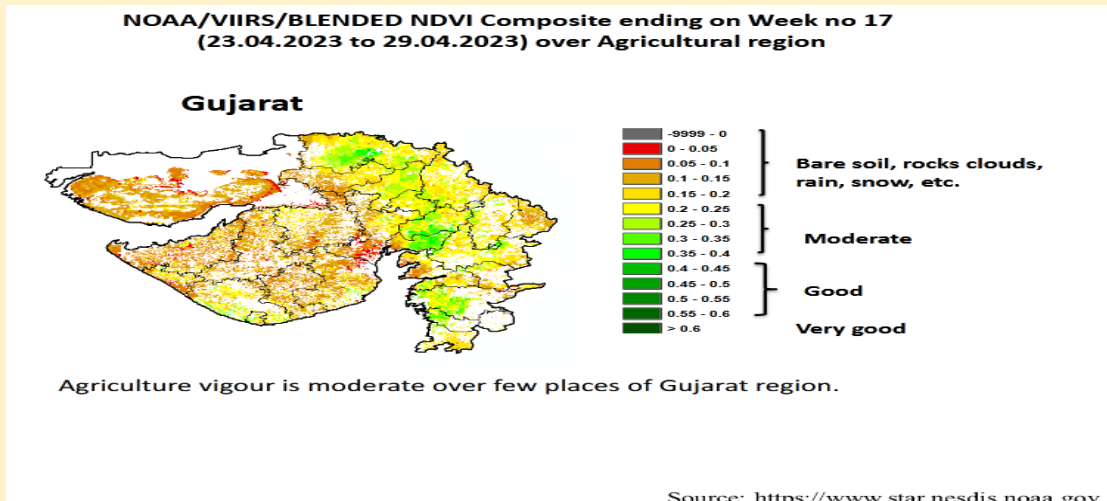 NOAA/VIIRS/BLENDED NDVI Composite ending on Week no 17
(23.04.2023 to 29.04.2023) over Agricultural region
Gujarat
-9999 - 0
0 - 0.05
0.05 - 0.1
0.1 - 0.15
0.15 - 0.2
0.2 - 0.25
0.25 - 0.3
0.3 - 0.35
0.35 - 0.4
0.4 - 0.45
0.45 - 0.5
0.5 - 0.55
0.55 - 0.6
> 0.6
Bare soil, rocks clouds,
rain, snow, etc.
Moderate
Good
Very good
Agriculture vigour is moderate over few places of Gujarat region.
Source: https://www.star.nesdis.noaa.gov